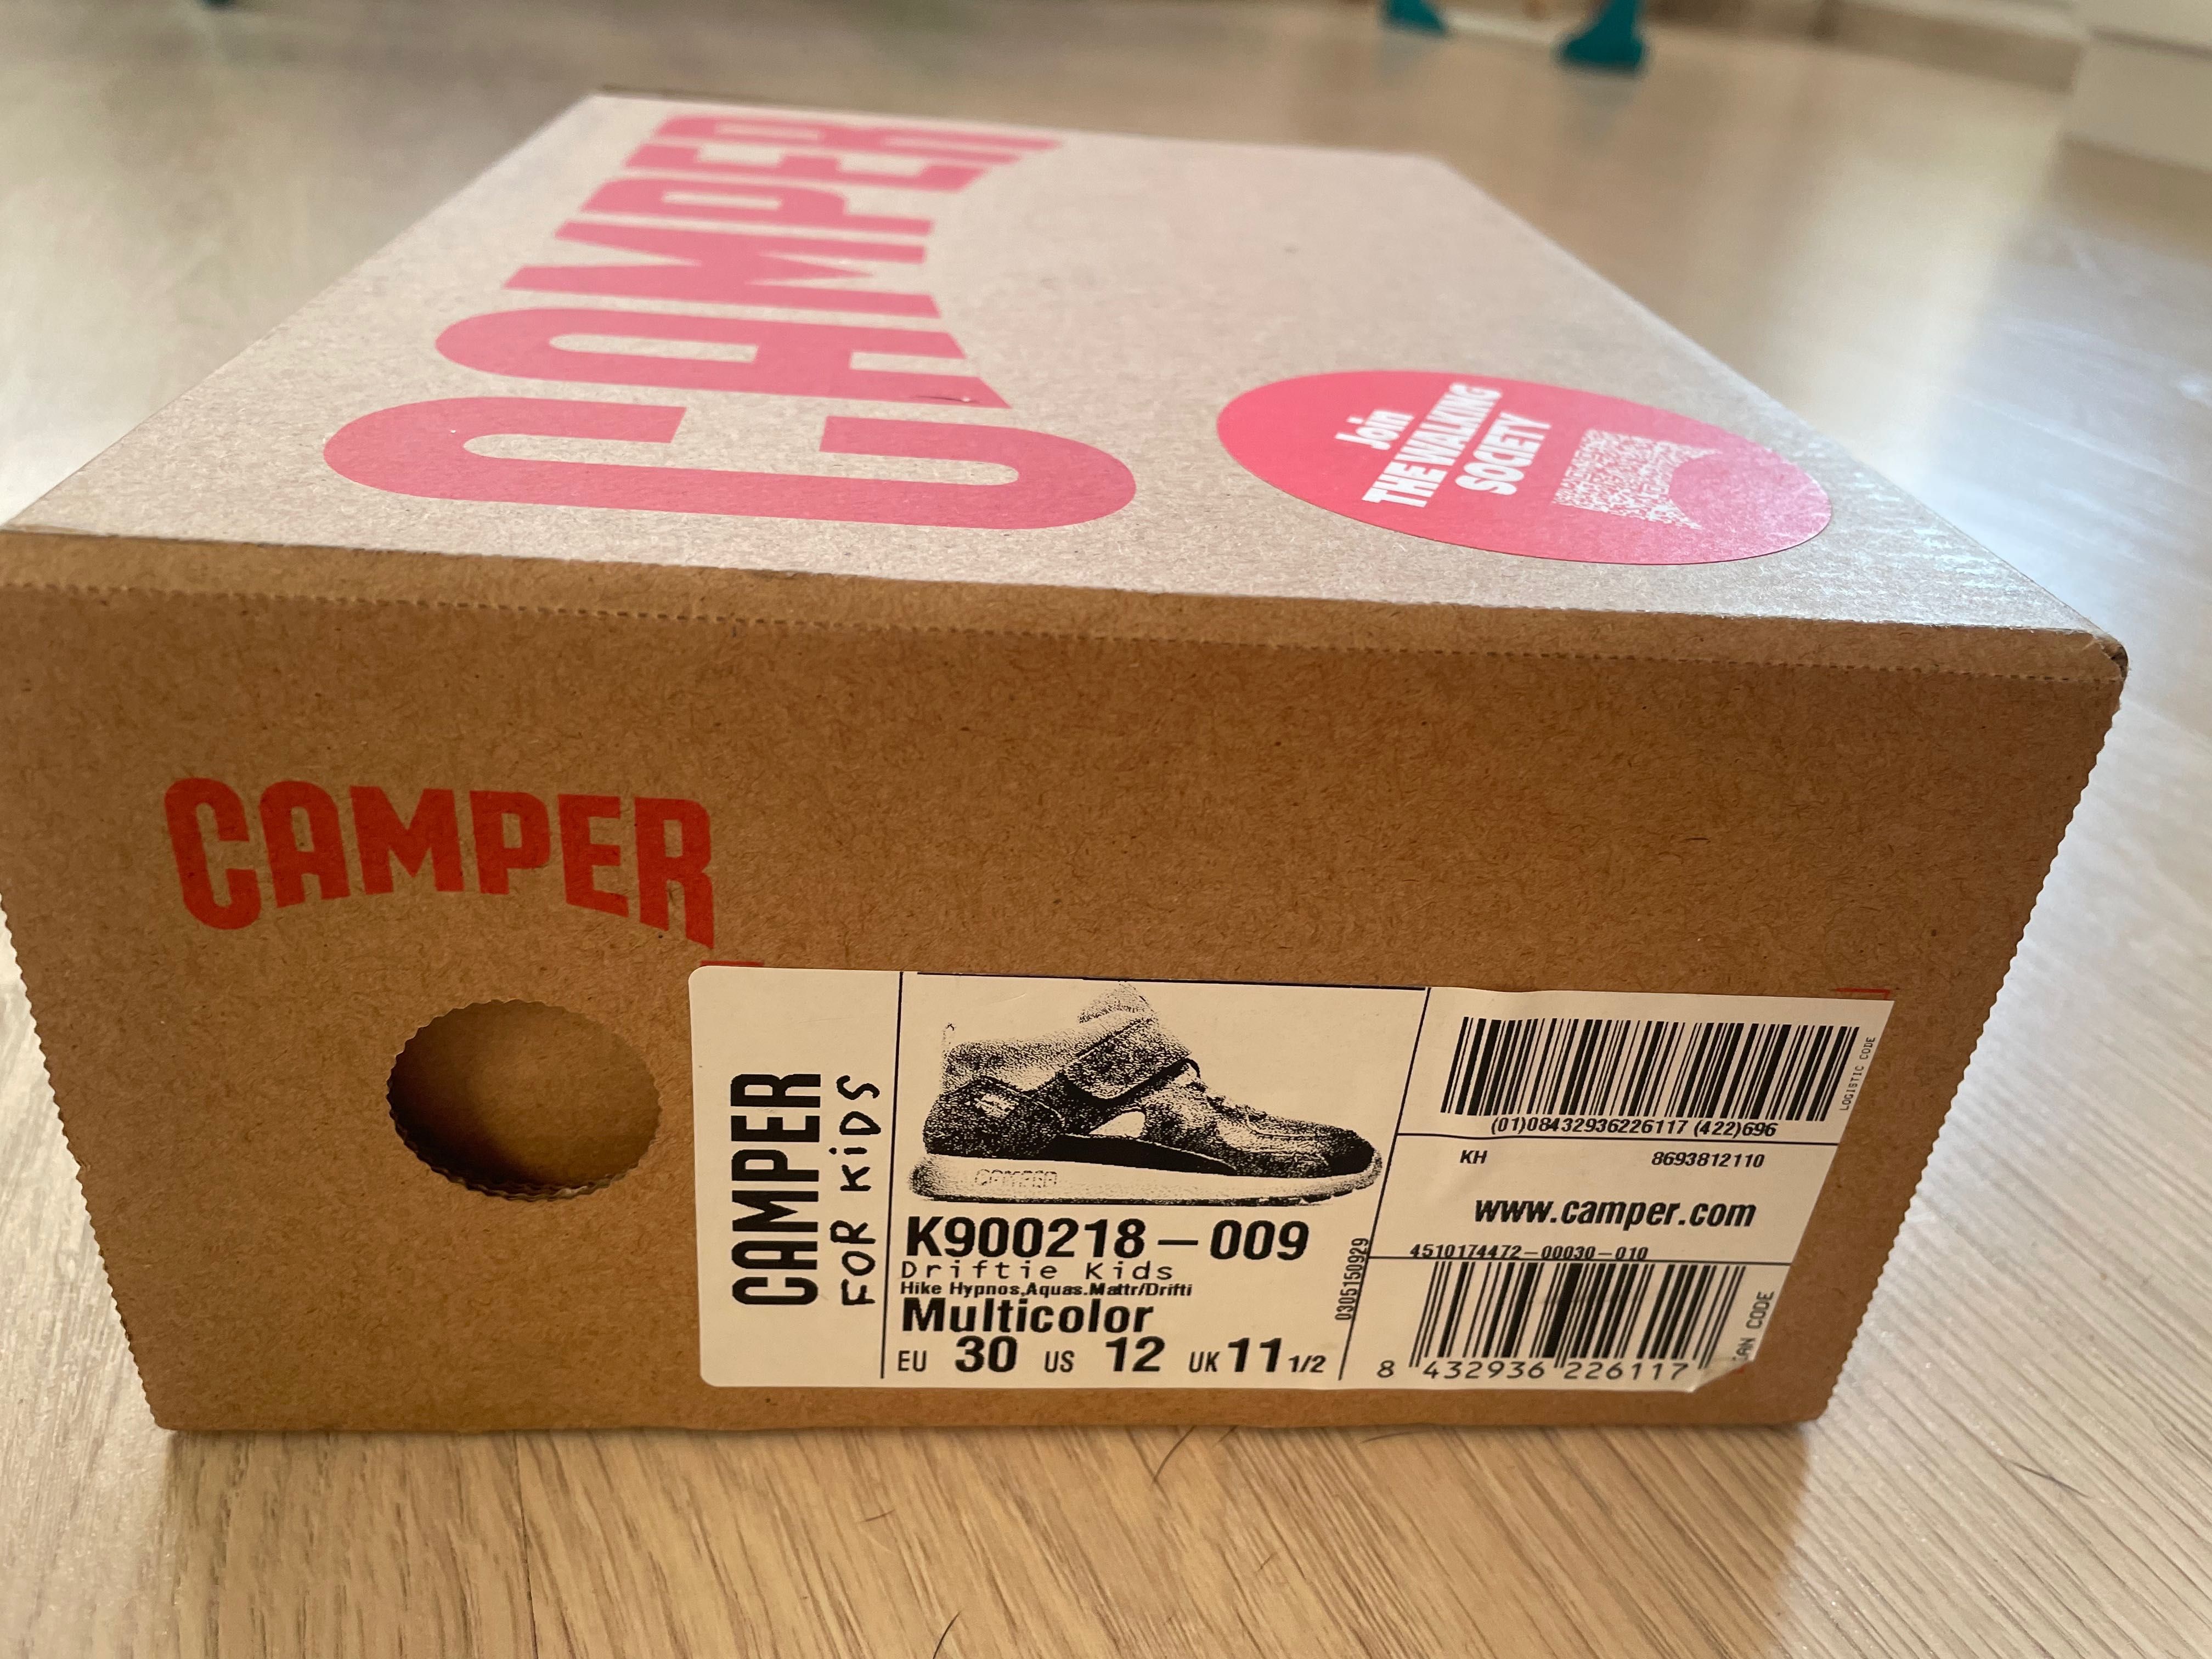 CAMPER
Join
THE WALKING
SOCIETY
CAMPER
CAMPER
FOR KiDS
CAMPER
K900218-009
Driftie Kids
Hike Hypnos,Aquas.Mattr/Drifti
Multicolor
EU 30 US 12 UK 11 1/2
0305150929
LOGISTIC CODE
(01)08432936226117 (422)696
KH 8693812110
www.camper.com
4510174472-00030-010
8 432936 226117
CODE